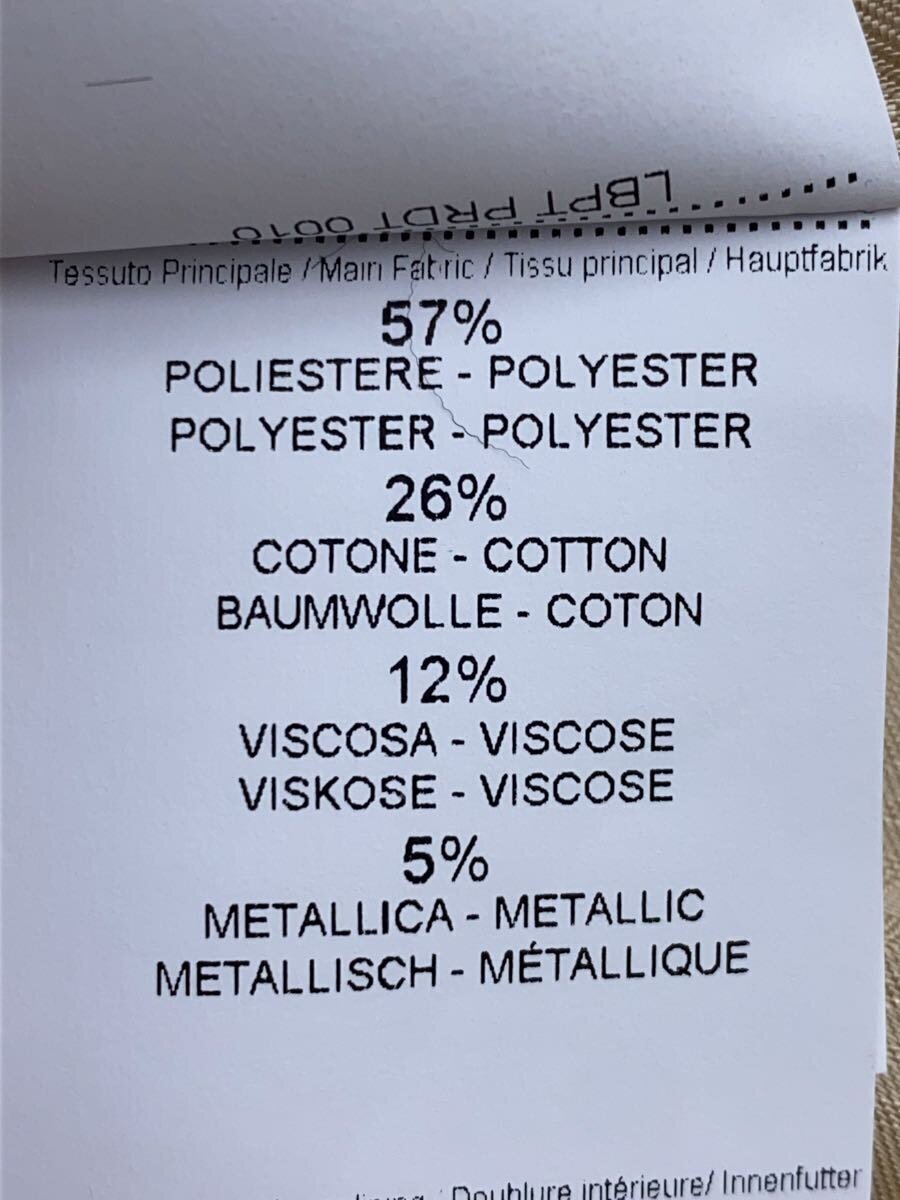 LBPT PRDT 0010
Tessuto Principale / Main Fabric / Tissu principal / Hauptfabrik
57%
POLIESTERE - POLYESTER
POLYESTER - POLYESTER
26%
COTONE - COTTON
BAUMWOLLE - COTON
12%
VISCOSA - VISCOSE
VISKOSE - VISCOSE
5%
METALLICA - METALLIC
METALLISCH - MÉTALLIQUE
Doublure intérieure/ Innenfutter